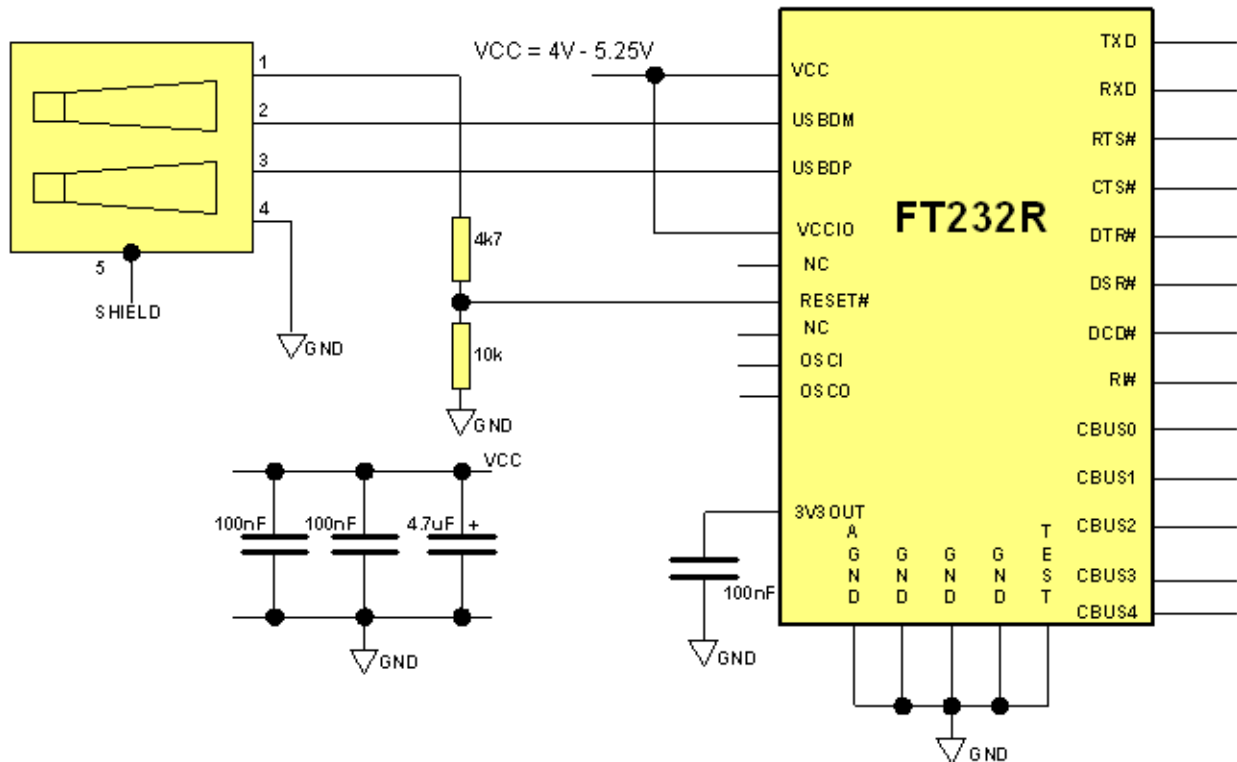 1
2
3
4
5
SHIELD
GND
VCC = 4V - 5.25V
4k7
10k
GND
VCC
100nF
100nF
4.7uF +
GND
FT232R
VCC
USBDM
USBDP
VCCIO
NC
RESET#
NC
OSCI
OSCO
3V3OUT
100nF
GND
AGND
GND
GND
GND
TEST
GND
TXD
RXD
RTS#
CTS#
DTR#
DSR#
DCD#
RI#
CBUS0
CBUS1
CBUS2
CBUS3
CBUS4